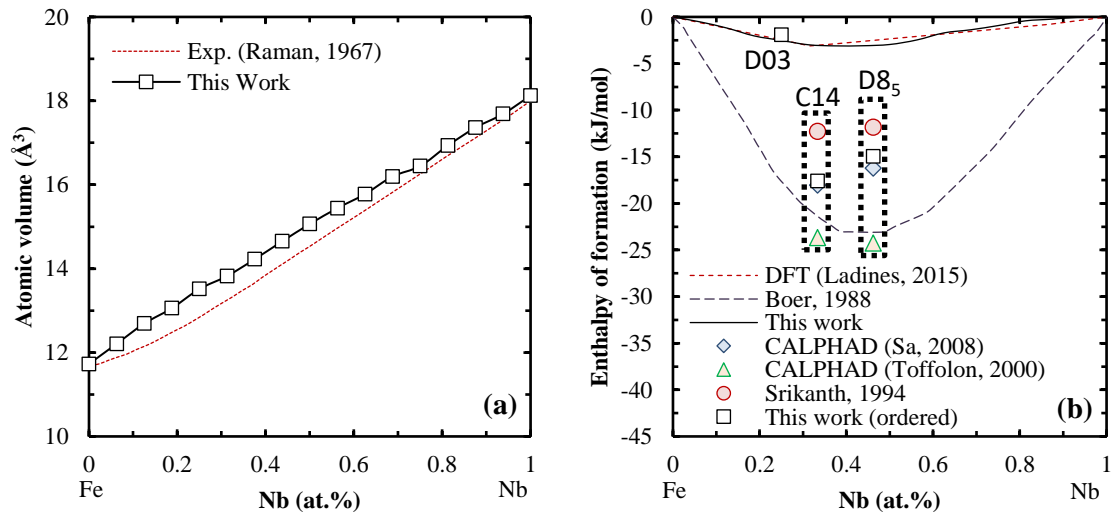 Exp. (Raman, 1967)
This Work
Atomic volume (Å³)
20
18
16
14
12
10
(a)
0 0.2 0.4 0.6 0.8 1
Fe Nb
Nb (at.%)
Enthalpy of formation (kJ/mol)
0
-5
-10
-15
-20
-25
-30
-35
-40
-45
D03
C14
D8₅
DFT (Ladines, 2015)
Boer, 1988
This work
CALPHAD (Sa, 2008)
CALPHAD (Toffolon, 2000)
Srikanth, 1994
This work (ordered)
(b)
0 0.2 0.4 0.6 0.8 1
Fe Nb
Nb (at.%)